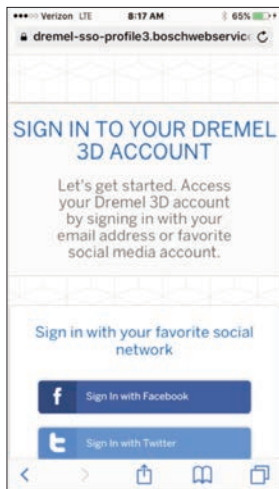 Verizon LTE 8:17 AM 65%
dremel-sso-profile3.boschwebservic
SIGN IN TO YOUR DREMEL
3D ACCOUNT
Let's get started. Access
your Dremel 3D account
by signing in with your
email address or favorite
social media account.
Sign in with your favorite social
network
f Sign In with Facebook
Sign In with Twitter